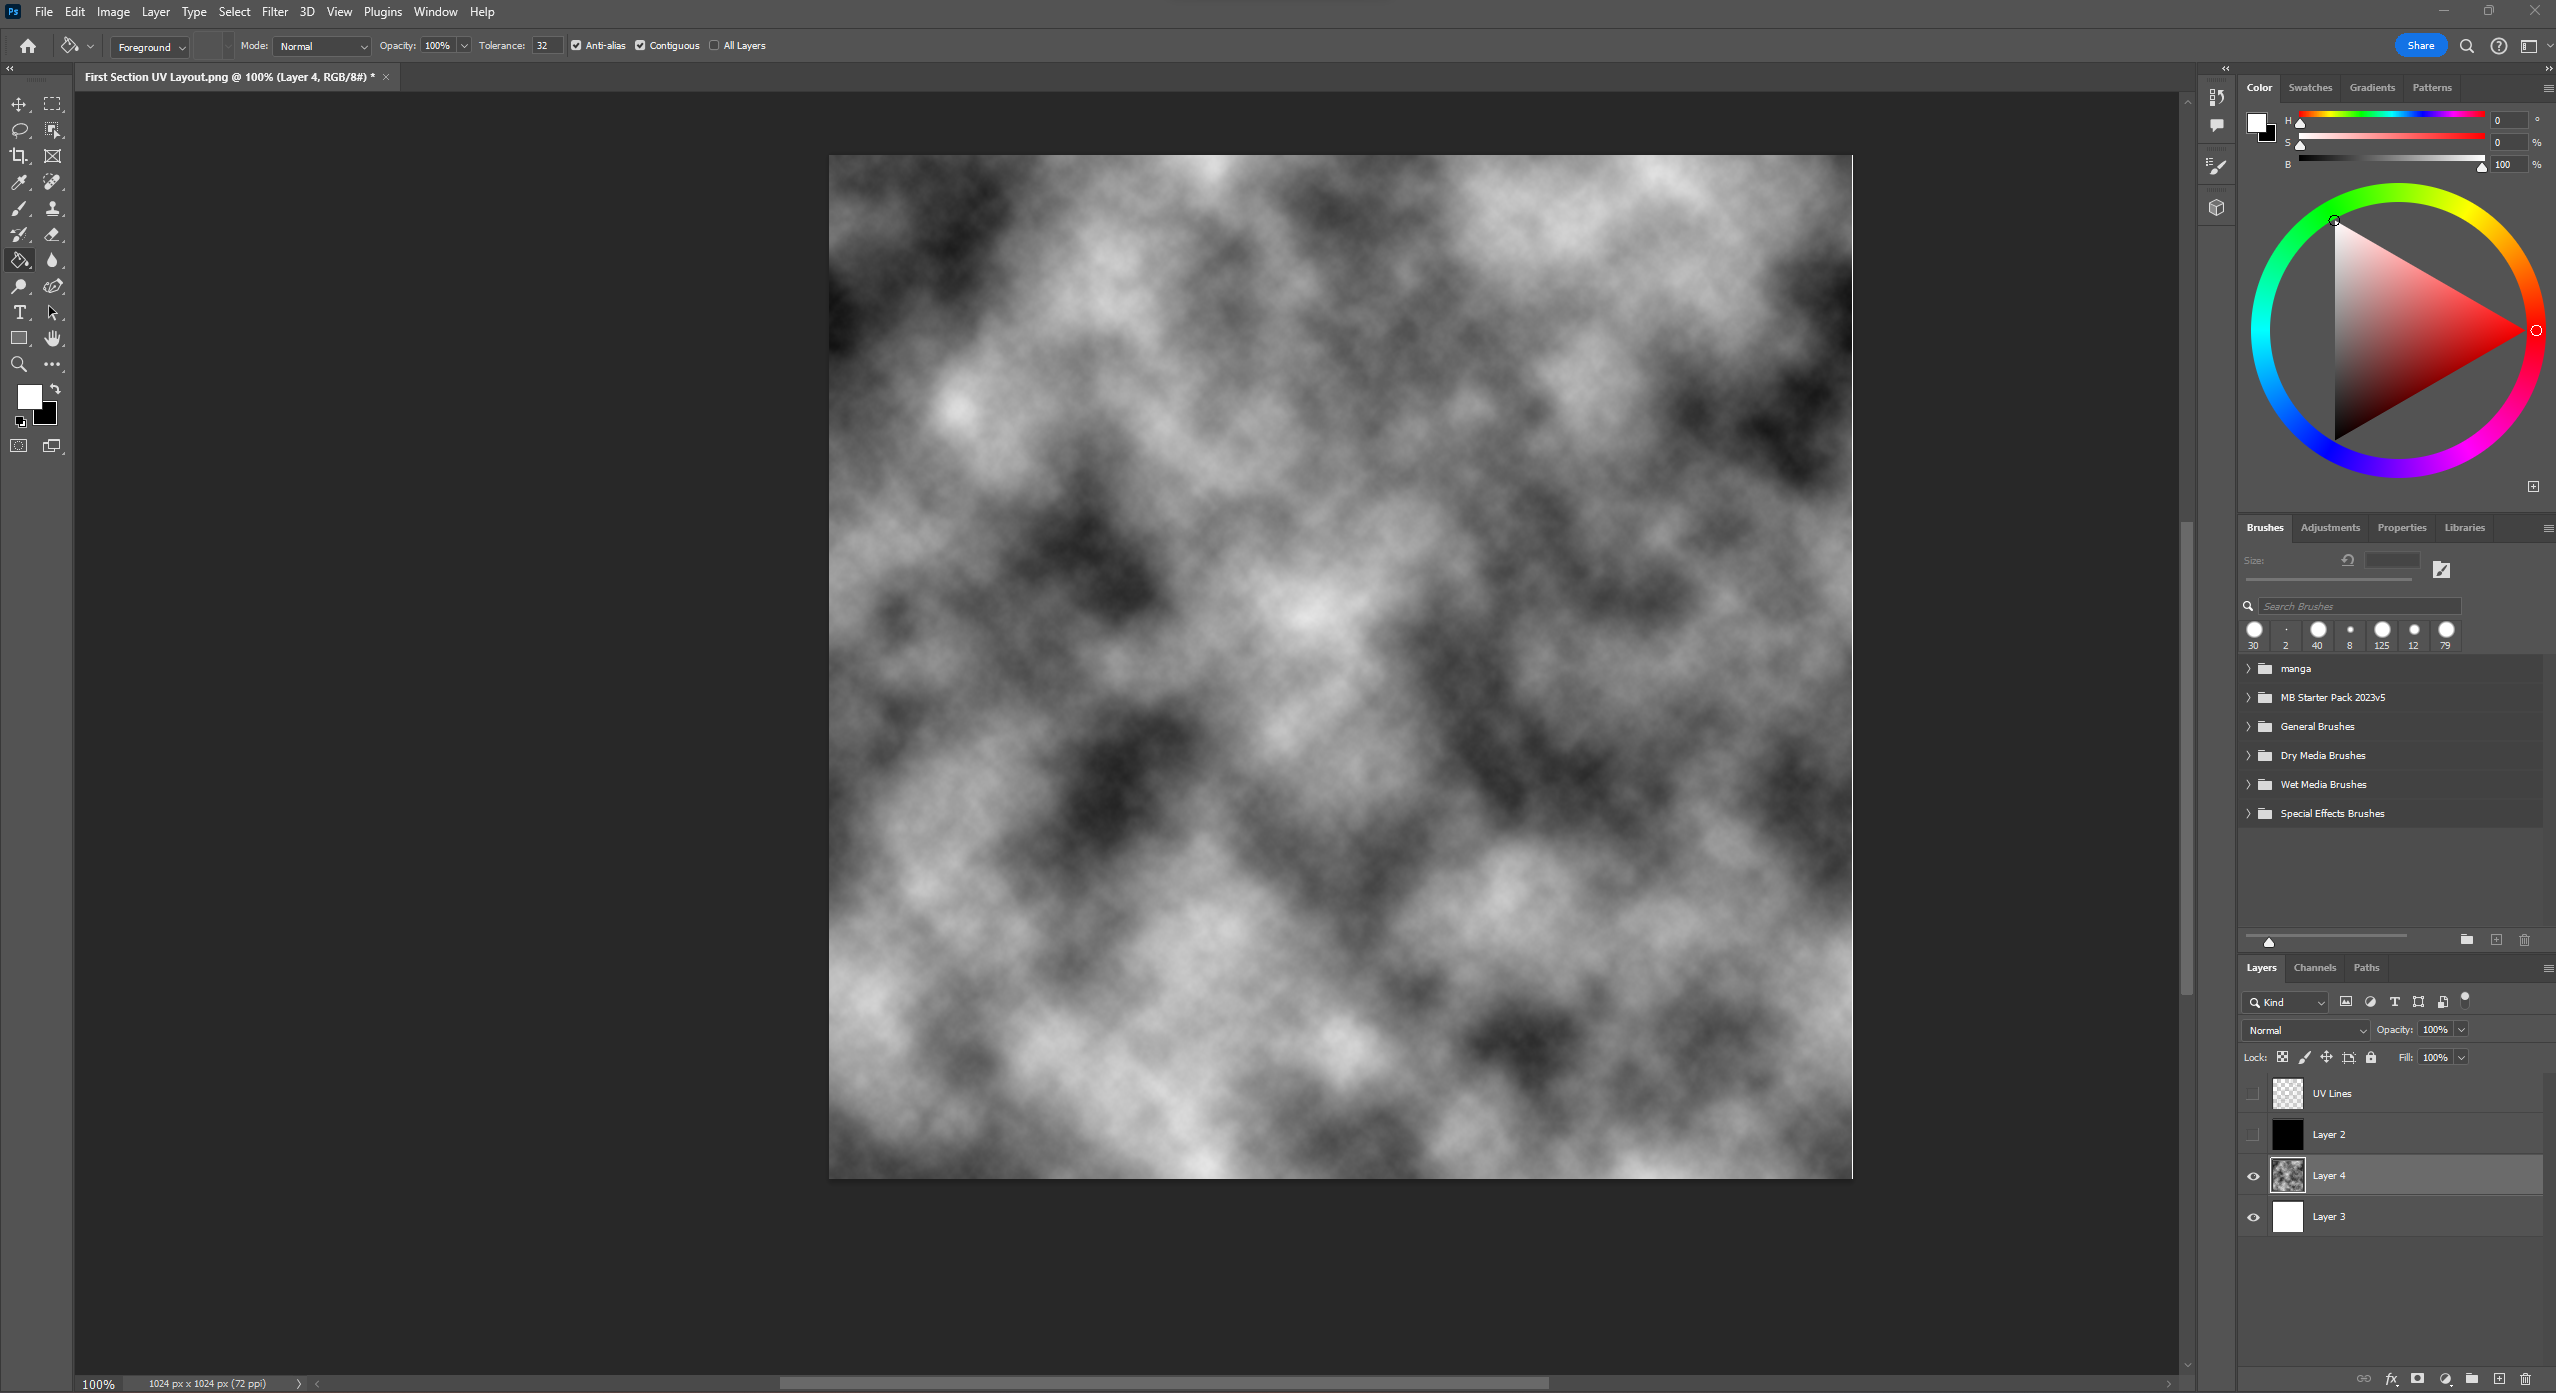 Ps File Edit Image Layer Type Select Filter 3D View Plugins Window Help
Foreground Mode: Normal Opacity: 100% Tolerance: 32 Anti-alias Contiguous All Layers Share
First Section UV Layout.png @ 100% (Layer 4, RGB/8#) * ×
Color Swatches Gradients Patterns
H 0 °
S 0 %
B 100 %
Brushes Adjustments Properties Libraries
Size:
Search Brushes
30 2 40 8 125 12 79
manga
MB Starter Pack 2023v5
General Brushes
Dry Media Brushes
Wet Media Brushes
Special Effects Brushes
Layers Channels Paths
Kind
Normal Opacity: 100%
Lock: Fill: 100%
UV Lines
Layer 2
Layer 4
Layer 3
100% 1024 px x 1024 px (72 ppi)